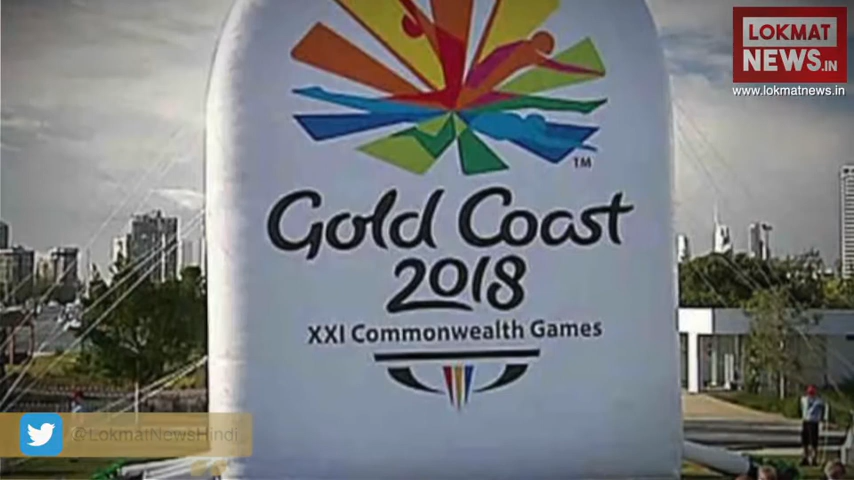 LOKMAT
NEWS.IN
www.lokmatnews.in
TM
Gold Coast
2018
XXI Commonwealth Games
@LokmatNewsHindi